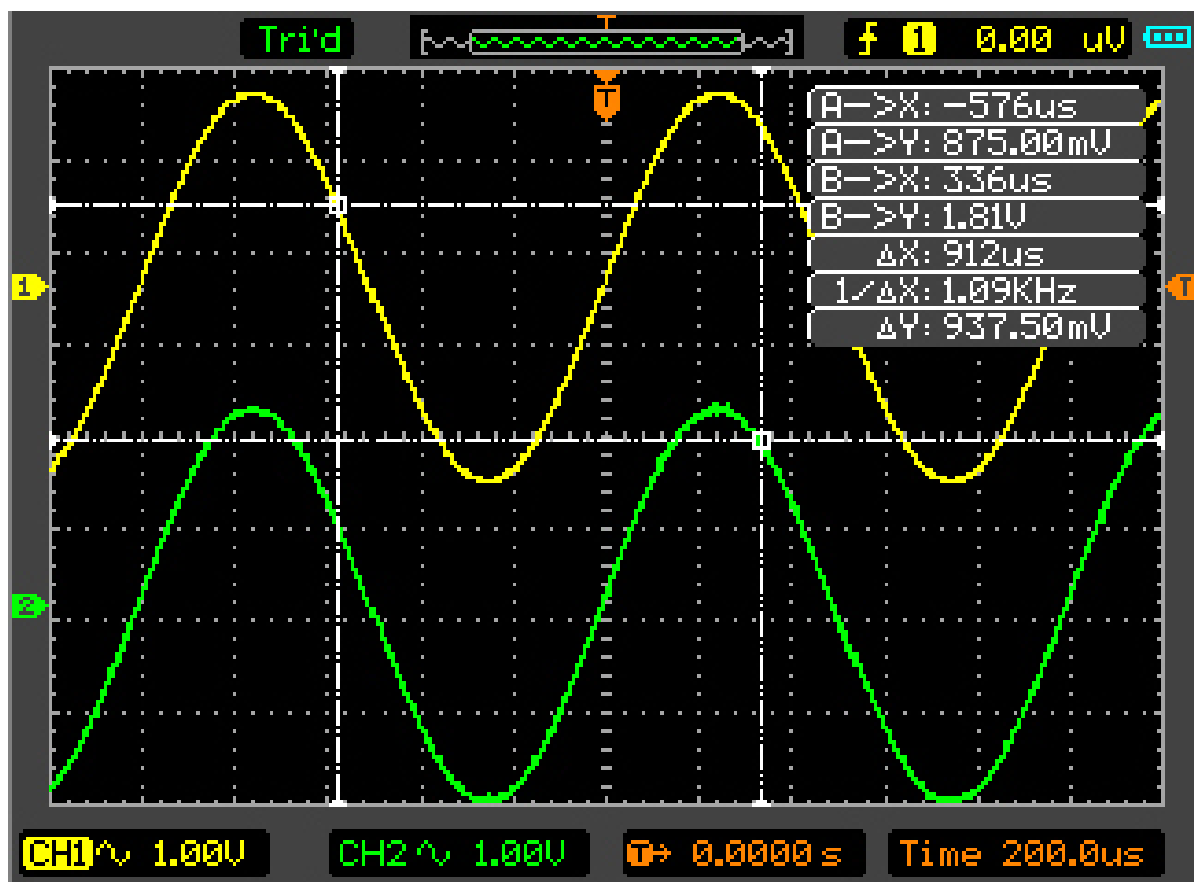 Tri'd
T
1 0.00 uV
T
A->X: -576us
A->Y: 875.00mV
B->X: 336us
B->Y: 1.81V
ΔX: 912us
1/ΔX: 1.09KHz
ΔY: 937.50mV
1
T
2
CH1 1.00V CH2 1.00V T→ 0.0000s Time 200.0us